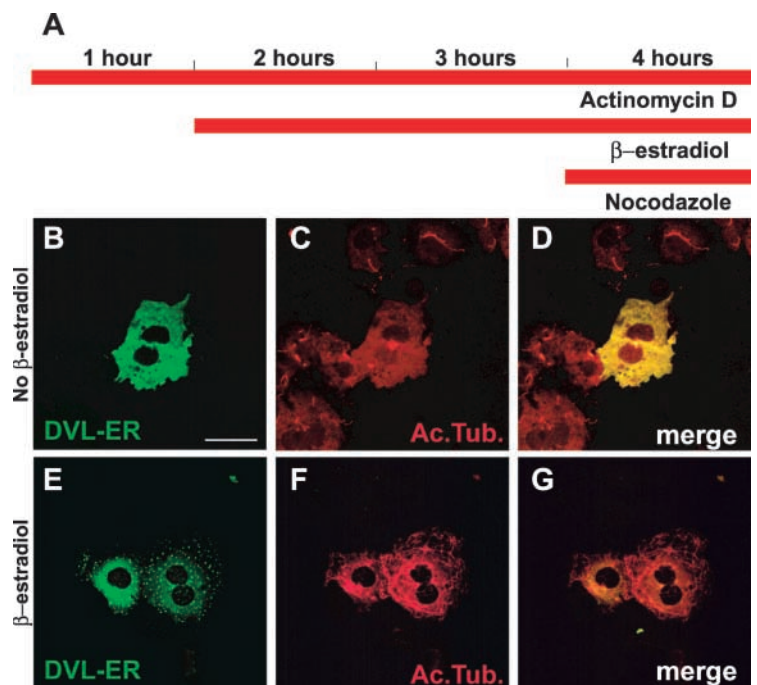 A
1 hour 2 hours 3 hours 4 hours
Actinomycin D
β–estradiol
Nocodazole
No β-estradiol
B C D
DVL-ER Ac.Tub. merge
β–estradiol
E F G
DVL-ER Ac.Tub. merge